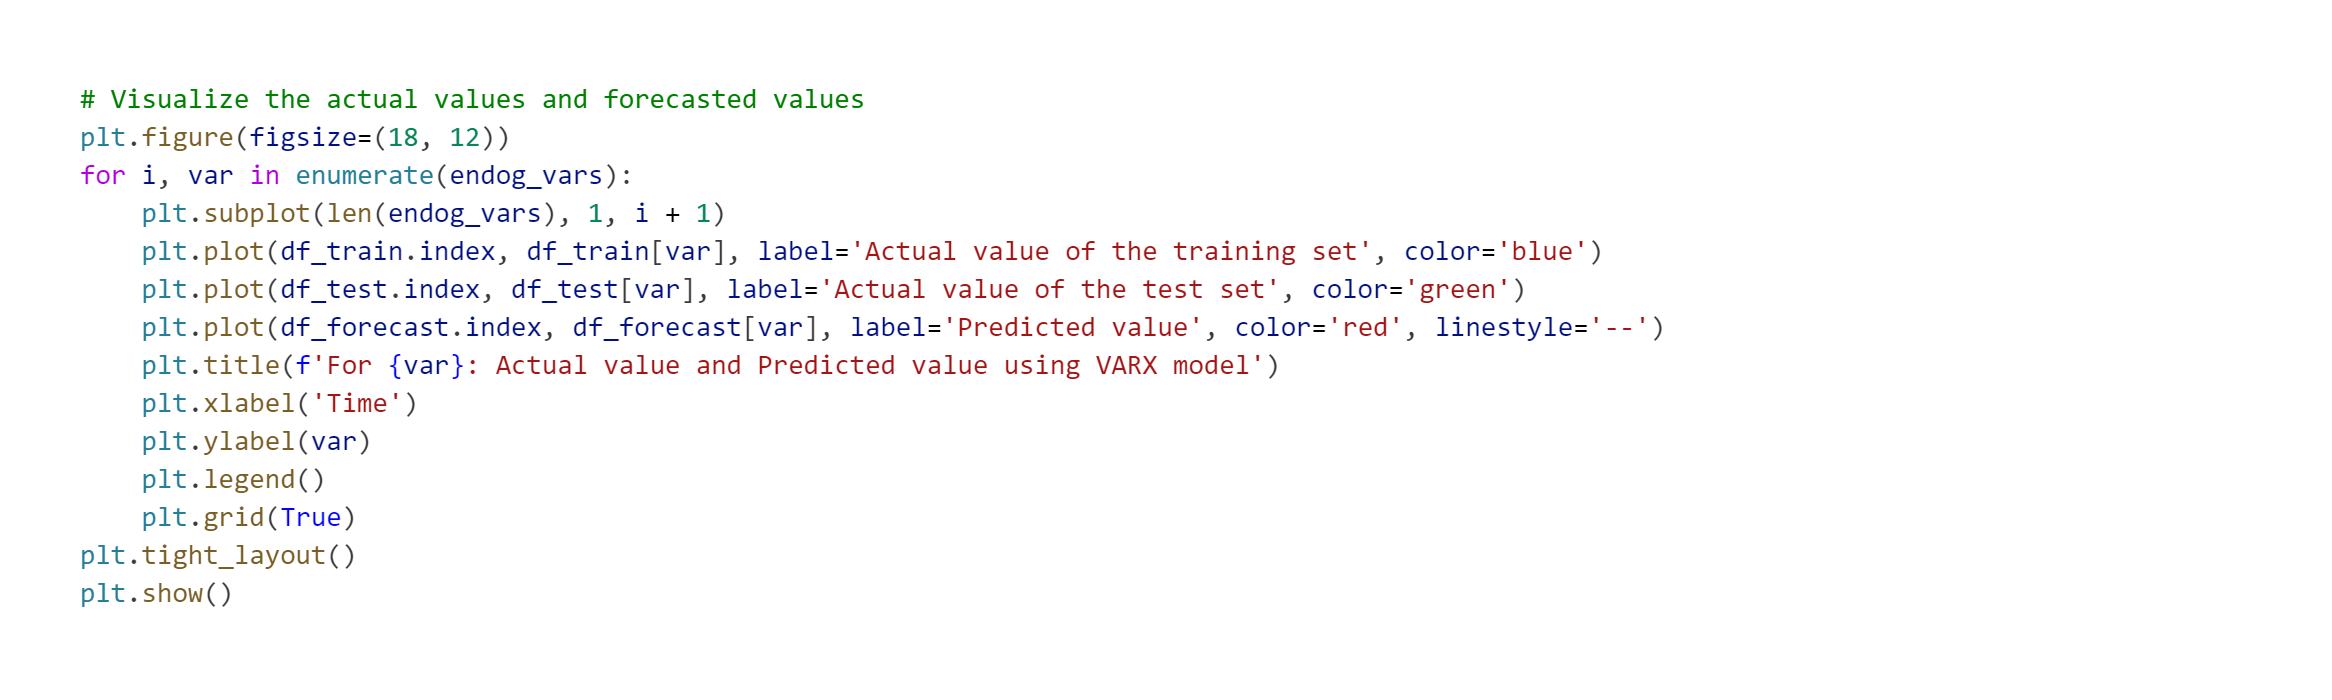 # Visualize the actual values and forecasted values
plt.figure(figsize=(18, 12))
for i, var in enumerate(endog_vars):
    plt.subplot(len(endog_vars), 1, i + 1)
    plt.plot(df_train.index, df_train[var], label='Actual value of the training set', color='blue')
    plt.plot(df_test.index, df_test[var], label='Actual value of the test set', color='green')
    plt.plot(df_forecast.index, df_forecast[var], label='Predicted value', color='red', linestyle='--')
    plt.title(f'For {var}: Actual value and Predicted value using VARX model')
    plt.xlabel('Time')
    plt.ylabel(var)
    plt.legend()
    plt.grid(True)
plt.tight_layout()
plt.show()